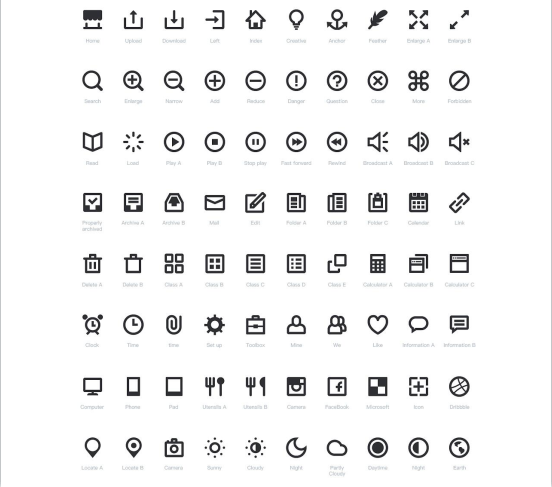 Home Upload Download Left Index Creative Anchor Feather Enlarge A Enlarge B
Search Enlarge Narrow Add Reduce Danger Question Close More Forbidden
Read Load Play A Play B Stop play Fast forward Rewind Broadcast A Broadcast B Broadcast C
Properly archived Archive A Archive B Mail Edit Folder A Folder B Folder C Calendar Link
Delete A Delete B Class A Class B Class C Class D Class E Calculator A Calculator B Calculator C
Clock Time time Set up Toolbox Mine We Like Information A Information B
Computer Phone Pad Utensils A Utensils B Camera FaceBook Microsoft Icon Dribbble
Locate A Locate B Camera Sunny Cloudy Night Partly Cloudy Daytime Night Earth